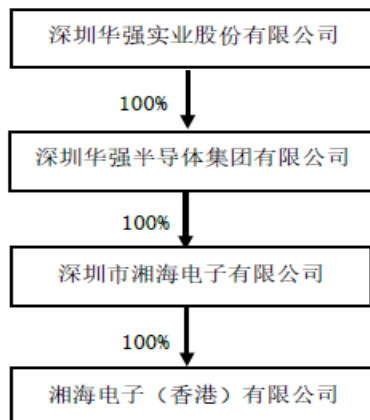 深圳华强实业股份有限公司
100%
深圳华强半导体集团有限公司
100%
深圳市湘海电子有限公司
100%
湘海电子（香港）有限公司